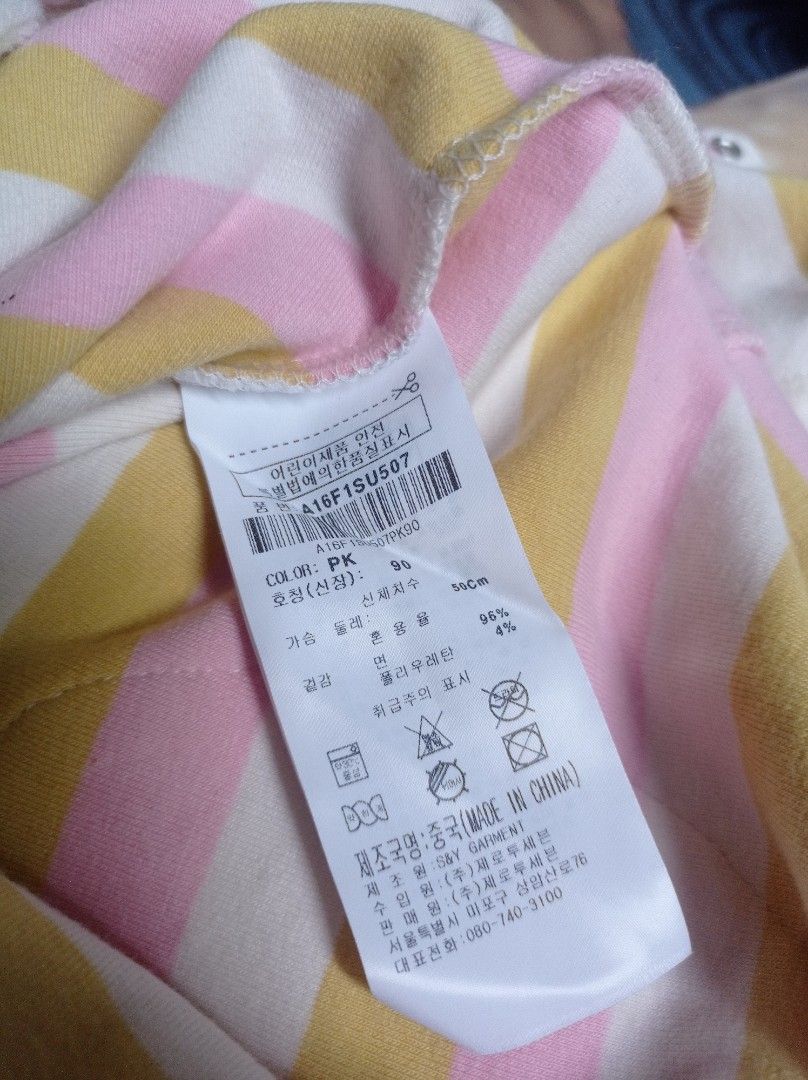 어린이제품 안전
특별법에의한품질표시
품 번 A16F1SU507
A16F1SU507PK90
COLOR: PK
호칭(신장): 90
신체치수
가슴 둘레: 50Cm
혼 용 율
겉감 면 96%
폴리우레탄 4%
취급주의 표시
제조국명:중국(MADE IN CHINA)
제 조 원:S&Y GARMENT
수 입 원:(주)제로투세븐
판 매 원:(주)제로투세븐
서울특별시 마포구 상암산로76
대표전화:080-740-3100